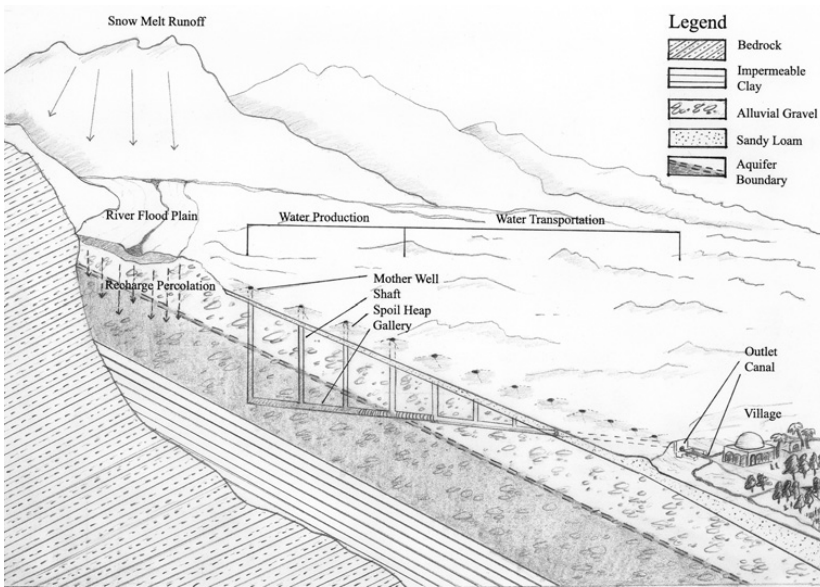 Snow Melt Runoff
Legend
Bedrock
Impermeable
Clay
Alluvial Gravel
Sandy Loam
Aquifer
Boundary
River Flood Plain
Water Production
Water Transportation
Recharge Percolation
Mother Well
Shaft
Spoil Heap
Gallery
Outlet
Canal
Village